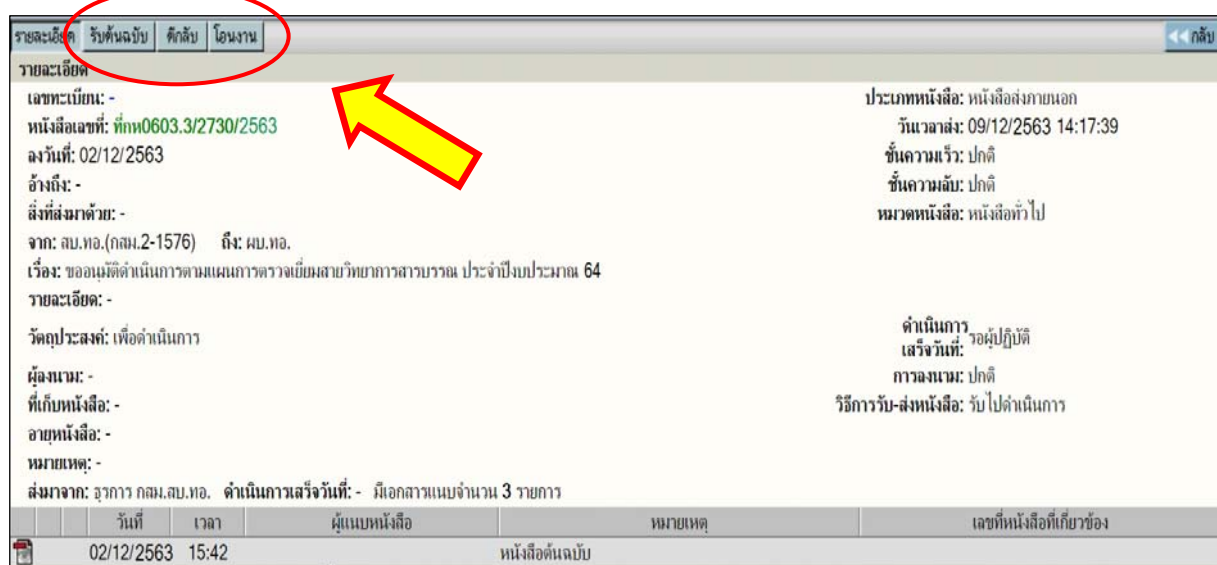 รายละเอียด รับต้นฉบับ ตีกลับ โอนงาน กลับ
รายละเอียด
เลขทะเบียน: - ประเภทหนังสือ: หนังสือส่งภายนอก
หนังสือเลขที่: ที่กห0603.3/2730/2563 วันเวลาส่ง: 09/12/2563 14:17:39
ลงวันที่: 02/12/2563 ชั้นความเร็ว: ปกติ
อ้างถึง: - ชั้นความลับ: ปกติ
สิ่งที่ส่งมาด้วย: - หมวดหนังสือ: หนังสือทั่วไป
จาก: สบ.ทอ.(กสม.2-1576) ถึง: ผบ.ทอ.
เรื่อง: ขออนุมัติดำเนินการตามแผนการตรวจเยี่ยมสายวิทยาการสารบรรณ ประจำปีงบประมาณ 64
รายละเอียด: -
วัตถุประสงค์: เพื่อดำเนินการ ดำเนินการเสร็จวันที่: รอผู้ปฏิบัติ
ผู้ลงนาม: - การลงนาม: ปกติ
ที่เก็บหนังสือ: - วิธีการรับ-ส่งหนังสือ: รับไปดำเนินการ
อายุหนังสือ: -
หมายเหตุ: -
ส่งมาจาก: ธุรการ กสม.สบ.ทอ. ดำเนินการเสร็จวันที่: - มีเอกสารแนบจำนวน 3 รายการ
วันที่ เวลา ผู้แนบหนังสือ หมายเหตุ เลขที่หนังสือที่เกี่ยวข้อง
02/12/2563 15:42 หนังสือต้นฉบับ